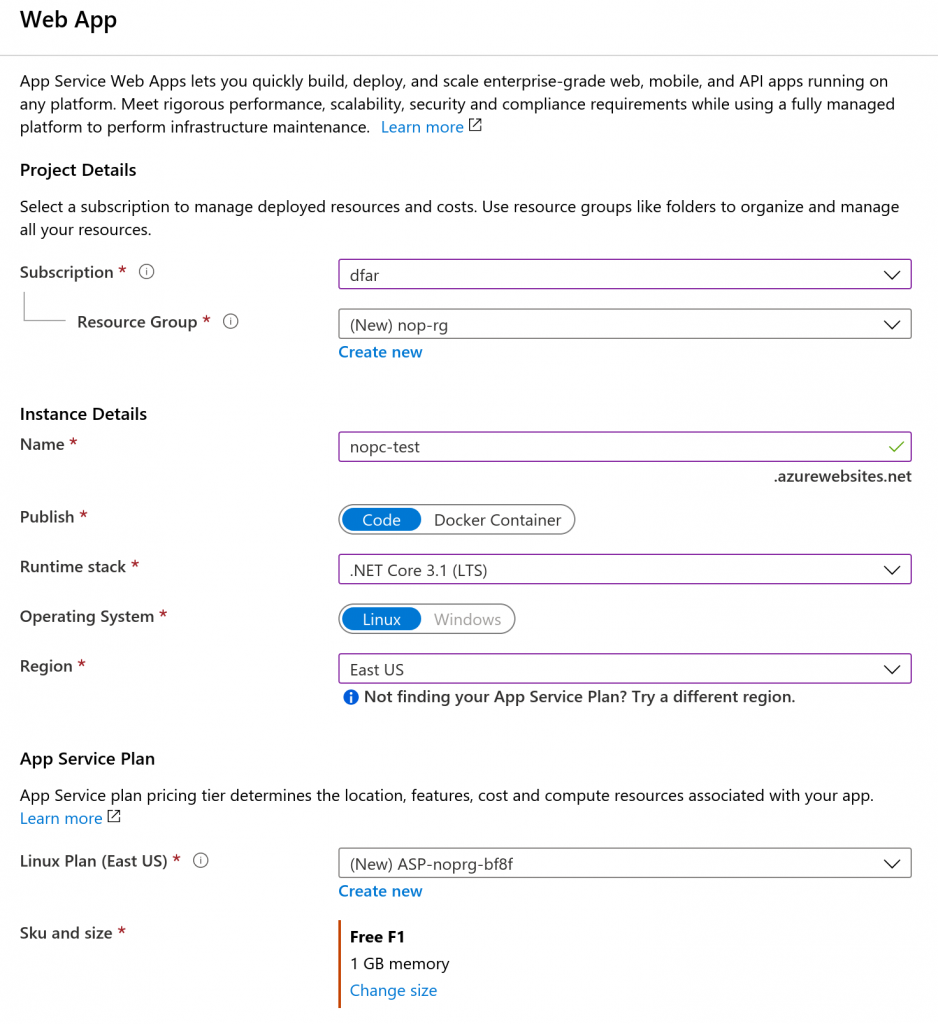 Web App
App Service Web Apps lets you quickly build, deploy, and scale enterprise-grade web, mobile, and API apps running on
any platform. Meet rigorous performance, scalability, security and compliance requirements while using a fully managed
platform to perform infrastructure maintenance. Learn more
Project Details
Select a subscription to manage deployed resources and costs. Use resource groups like folders to organize and manage
all your resources.
Subscription *
dfar
Resource Group *
(New) nop-rg
Create new
Instance Details
Name *
nopc-test
.azurewebsites.net
Publish *
Code Docker Container
Runtime stack *
.NET Core 3.1 (LTS)
Operating System *
Linux Windows
Region *
East US
Not finding your App Service Plan? Try a different region.
App Service Plan
App Service plan pricing tier determines the location, features, cost and compute resources associated with your app.
Learn more
Linux Plan (East US) *
(New) ASP-noprg-bf8f
Create new
Sku and size *
Free F1
1 GB memory
Change size